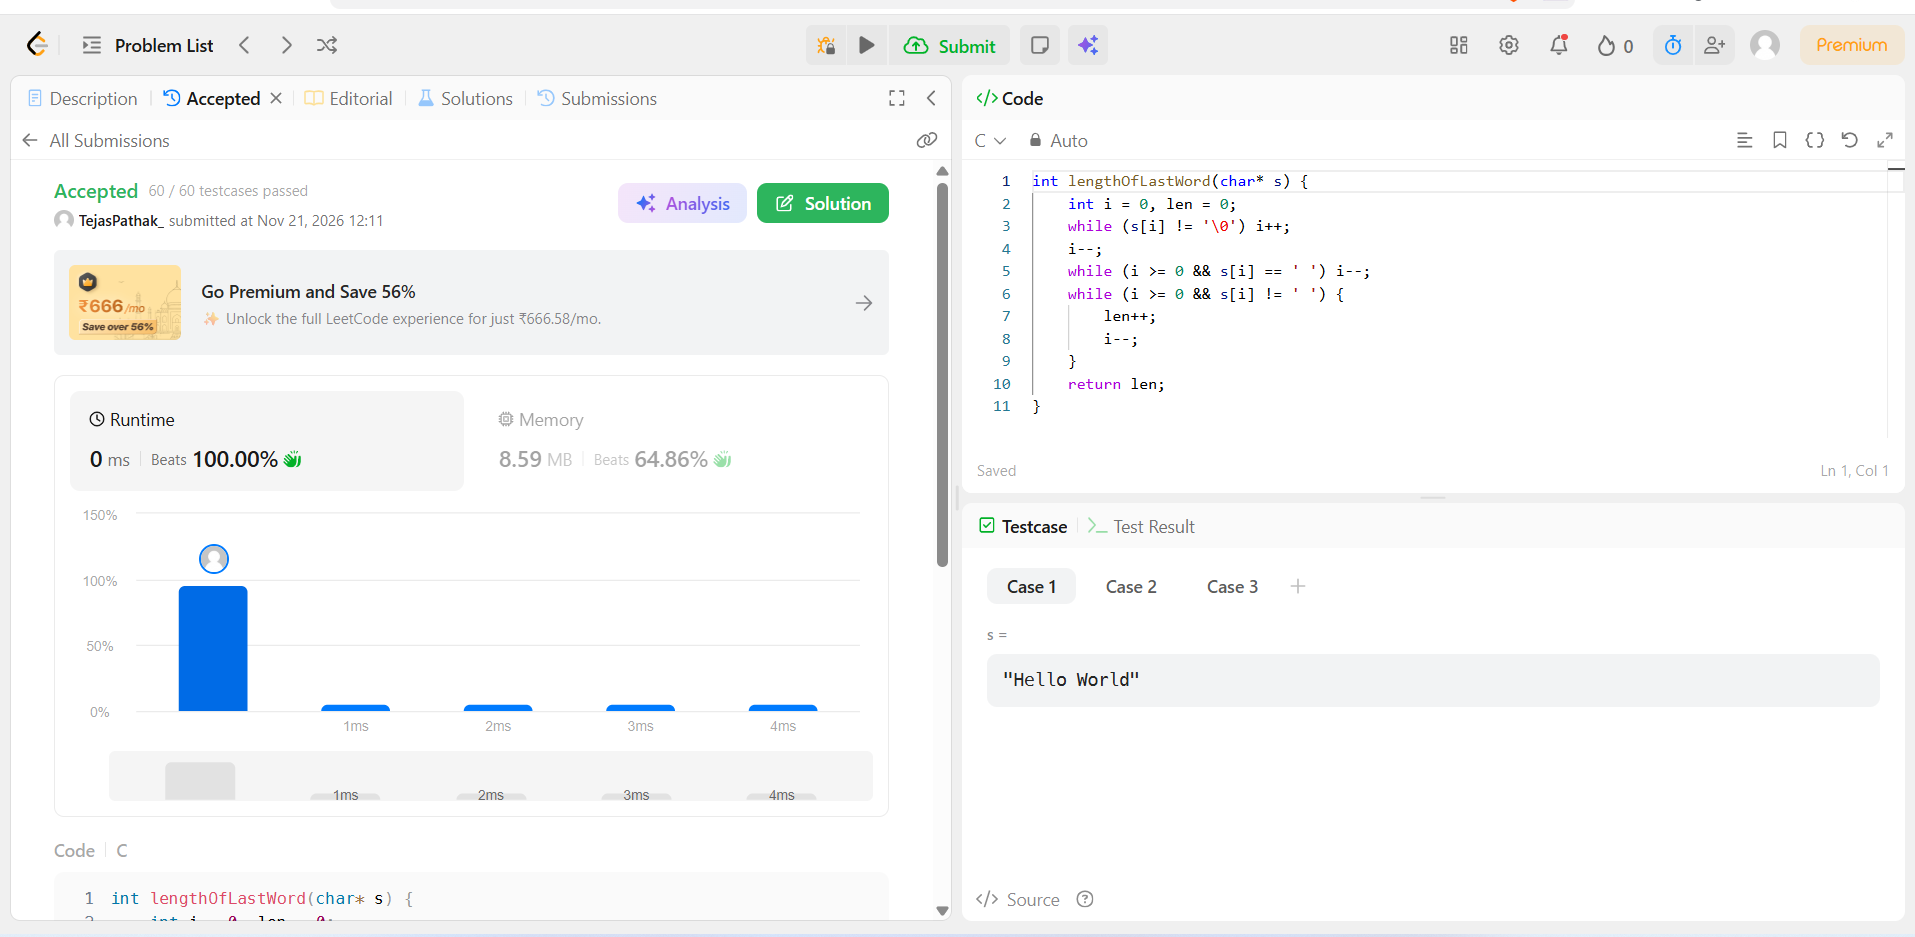 Problem List
Submit
0
Premium
Description
Accepted
Editorial
Solutions
Submissions
All Submissions
Accepted 60 / 60 testcases passed
TejasPathak_ submitted at Nov 21, 2026 12:11
Analysis
Solution
₹666/mo
Save over 56%
Go Premium and Save 56%
✨ Unlock the full LeetCode experience for just ₹666.58/mo.
Runtime
0 ms Beats 100.00%
Memory
8.59 MB Beats 64.86%
150%
100%
50%
0%
1ms 2ms 3ms 4ms
1ms 2ms 3ms 4ms
Code C
1 int lengthOfLastWord(char* s) {
2 int i = 0, len = 0;
</> Code
C
Auto
1 int lengthOfLastWord(char* s) {
2 int i = 0, len = 0;
3 while (s[i] != '\0') i++;
4 i--;
5 while (i >= 0 && s[i] == ' ') i--;
6 while (i >= 0 && s[i] != ' ') {
7 len++;
8 i--;
9 }
10 return len;
11 }
Saved
Ln 1, Col 1
Testcase
Test Result
Case 1
Case 2
Case 3
+
s =
"Hello World"
</> Source